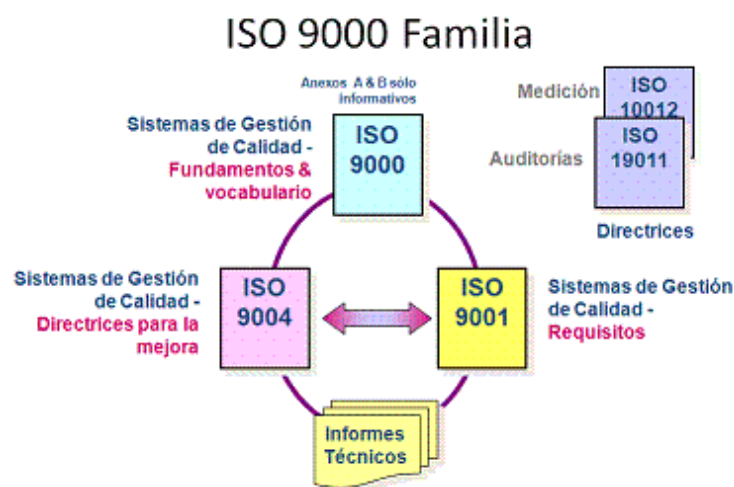 ISO 9000 Familia
Anexos A & B sólo
informativos
Sistemas de Gestión
de Calidad -
Fundamentos &
vocabulario
ISO
9000
Medición
ISO
10012
Auditorías
ISO
19011
Directrices
Sistemas de Gestión
de Calidad -
Directrices para la
mejora
ISO
9004
ISO
9001
Sistemas de Gestión
de Calidad -
Requisitos
Informes
Técnicos